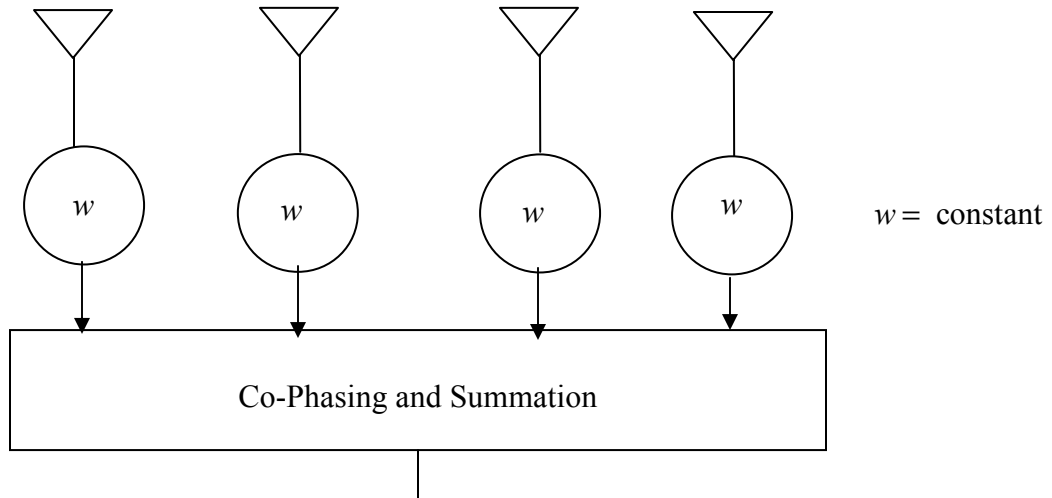 w w w w
w = constant
Co-Phasing and Summation